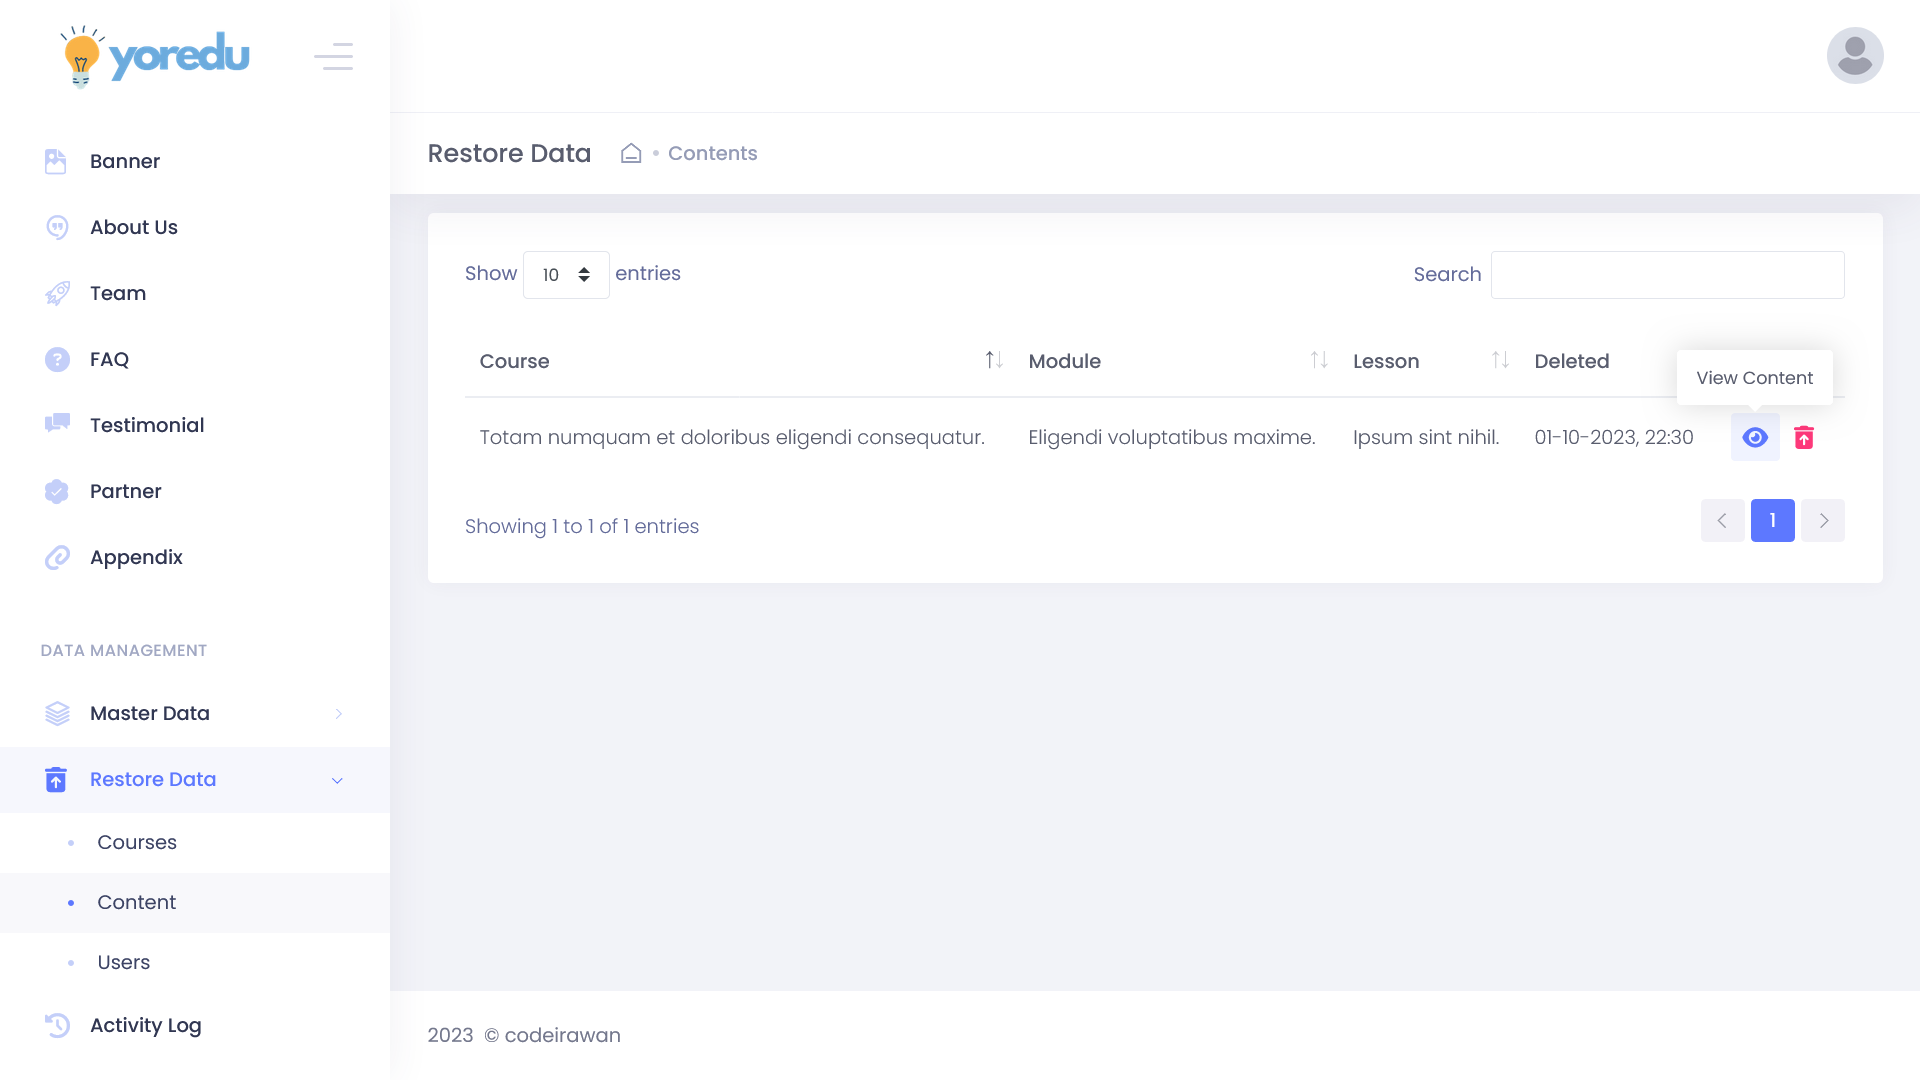 yoredu
Banner
About Us
Team
FAQ
Testimonial
Partner
Appendix
DATA MANAGEMENT
Master Data
Restore Data
Courses
Content
Users
Activity Log
Restore Data • Contents
Show 10 entries
Search
Course Module Lesson Deleted
View Content
Totam numquam et doloribus eligendi consequatur. Eligendi voluptatibus maxime. Ipsum sint nihil. 01-10-2023, 22:30
Showing 1 to 1 of 1 entries
1
2023 © codeirawan